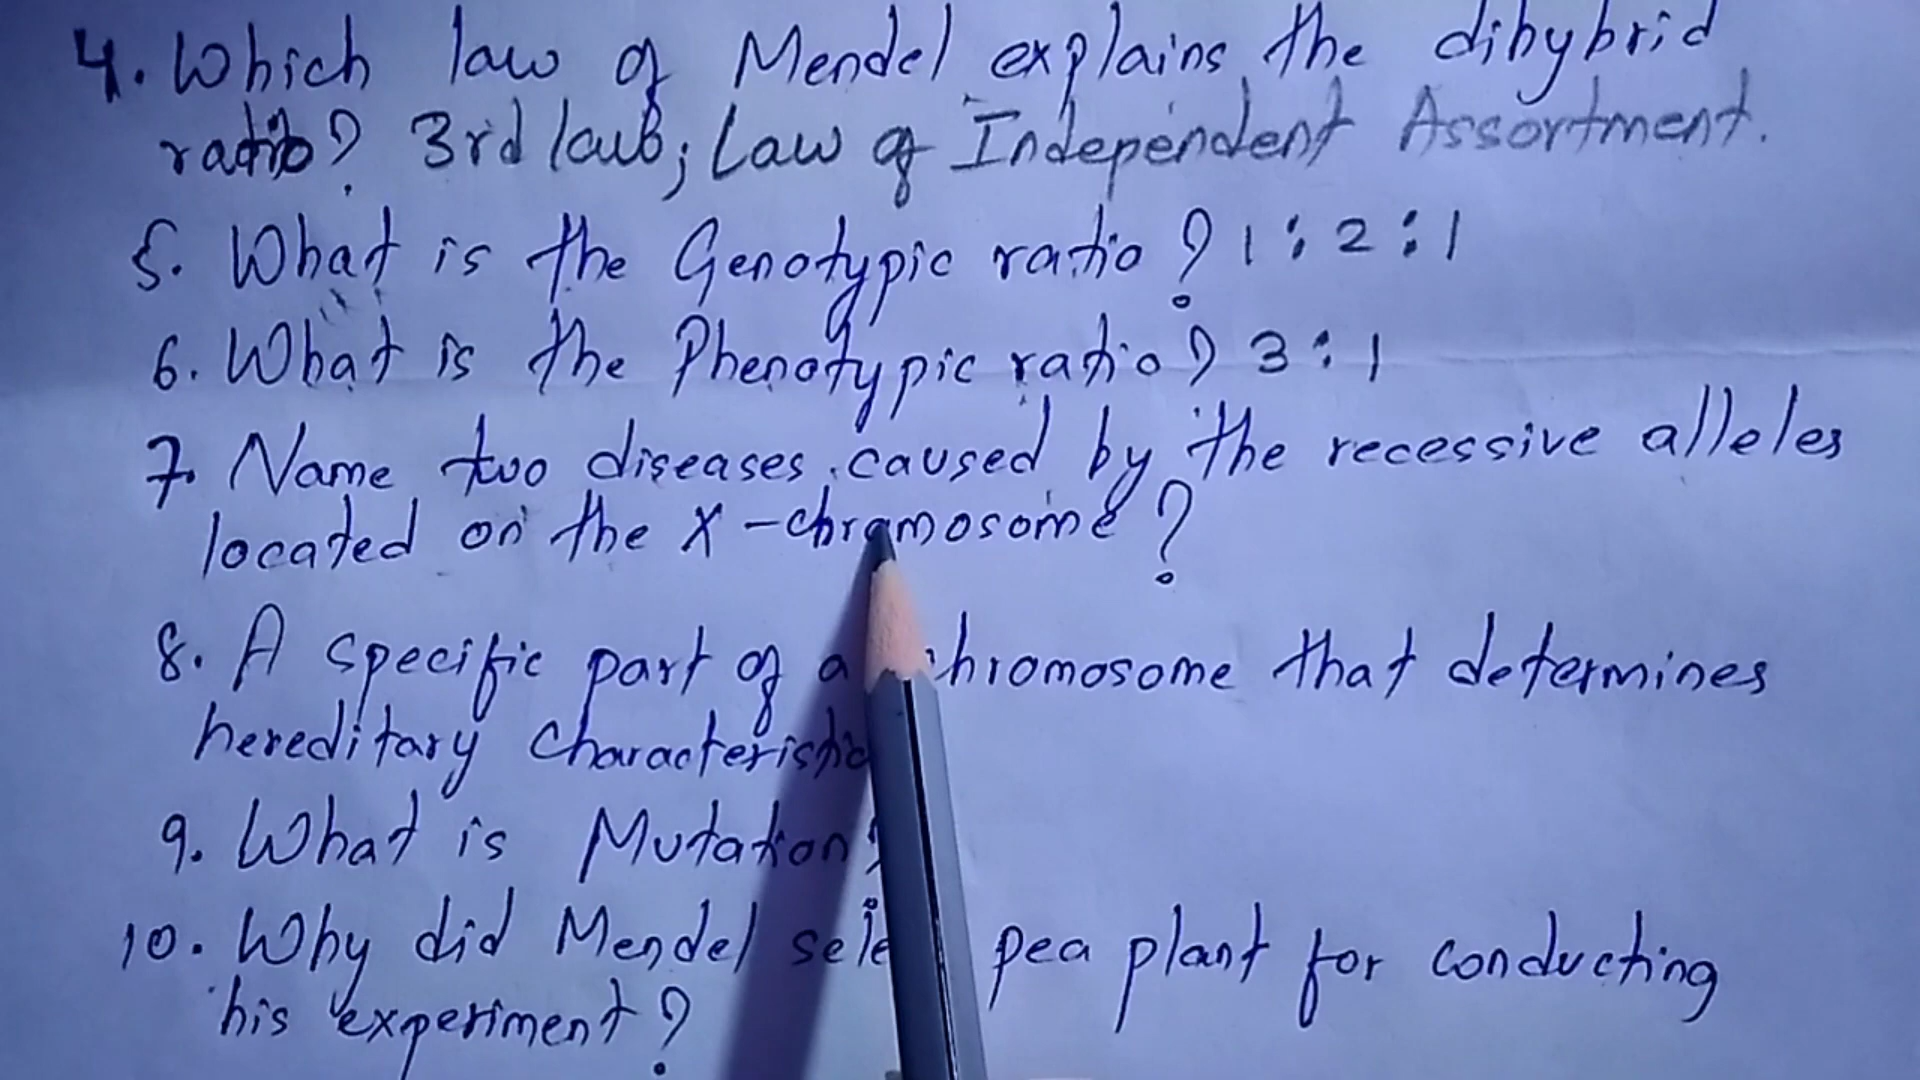 4. Which law of Mendel explains the dihybrid
ratio? 3rd law; Law of Independent Assortment.
5. What is the Genotypic ratio? 1:2:1
6. What is the Phenotypic ratio? 3:1
7. Name two diseases caused by the recessive alleles
located on the X-chromosome?
8. A specific part of a chromosome that determines
hereditary characteristic
9. What is Mutation?
10. Why did Mendel pea plant for conducting
his experiment?